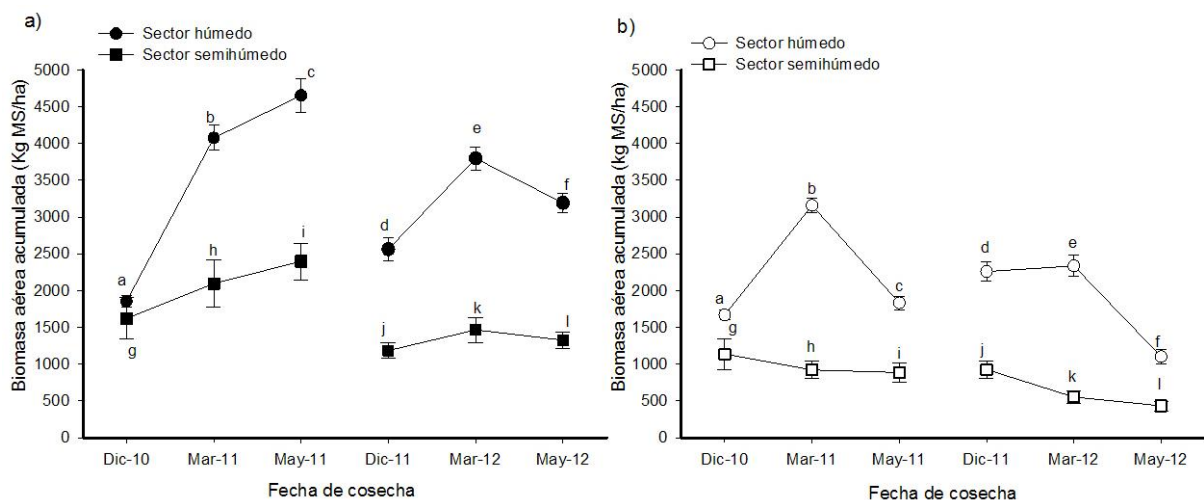 a)
Sector húmedo
Sector semihúmedo
Biomasa aérea acumulada (Kg MS/ha)
5000
4500
4000
3500
3000
2500
2000
1500
1000
500
0
a
b
c
d
e
f
g
h
i
j
k
l
Dic-10 Mar-11 May-11 Dic-11 Mar-12 May-12
Fecha de cosecha
b)
Sector húmedo
Sector semihúmedo
Biomasa aérea acumulada (kg MS/ha)
5000
4500
4000
3500
3000
2500
2000
1500
1000
500
0
a
b
c
d
e
f
g
h
i
j
k
l
Dic-10 Mar-11 May-11 Dic-11 Mar-12 May-12
Fecha de cosecha